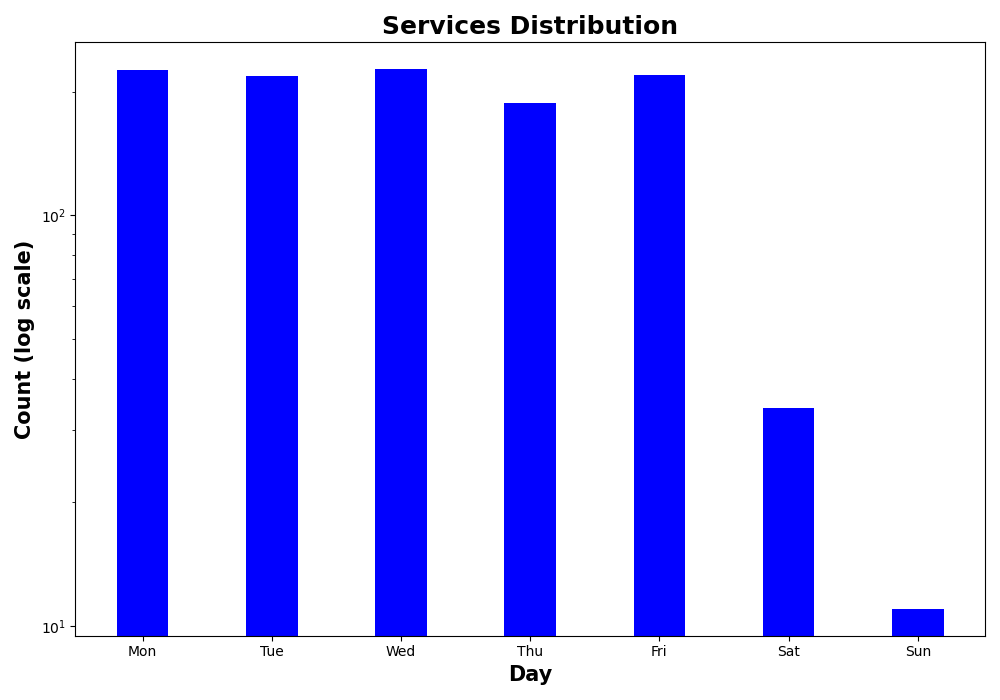 Services Distribution
Count (log scale)
10²
10¹
Mon Tue Wed Thu Fri Sat Sun
Day